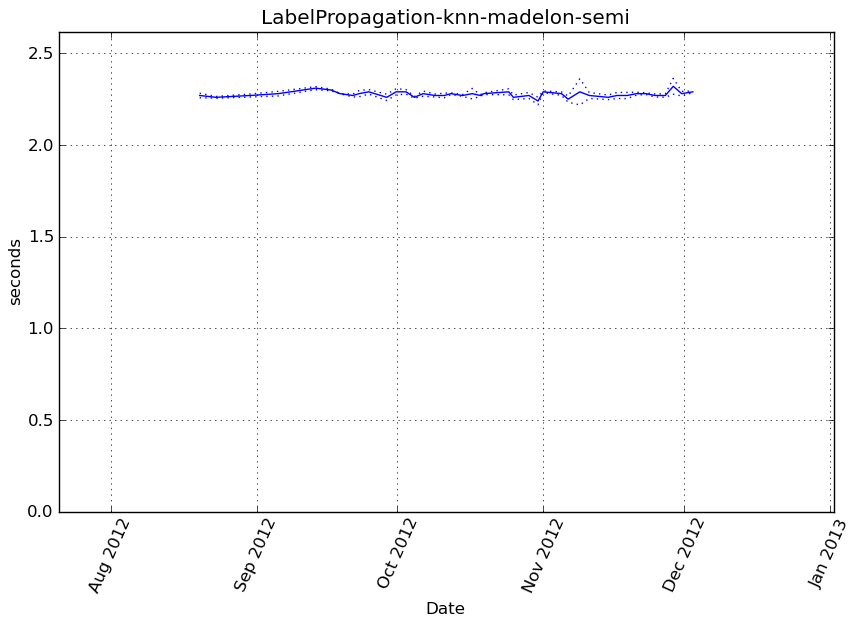 LabelPropagation-knn-madelon-semi
2.5
2.0
1.5
1.0
0.5
0.0
seconds
Aug 2012
Sep 2012
Oct 2012
Nov 2012
Dec 2012
Jan 2013
Date